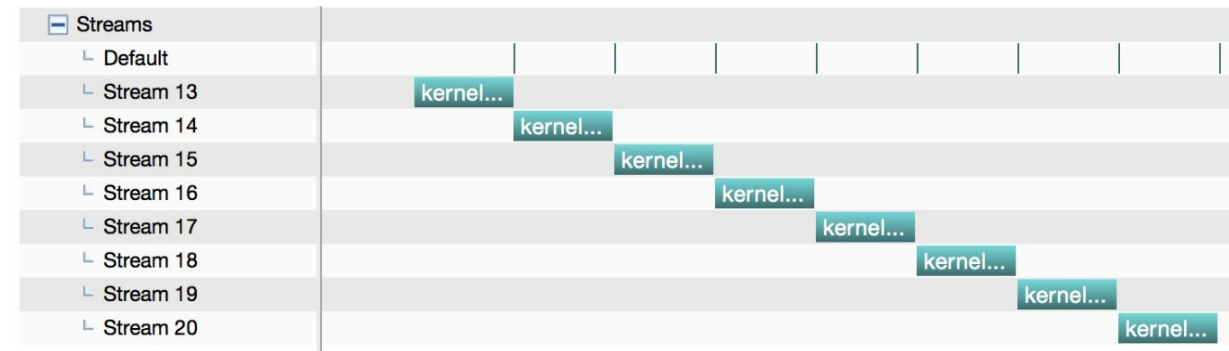 Streams
Default
Stream 13 kernel...
Stream 14 kernel...
Stream 15 kernel...
Stream 16 kernel...
Stream 17 kernel...
Stream 18 kernel...
Stream 19 kernel...
Stream 20 kernel...